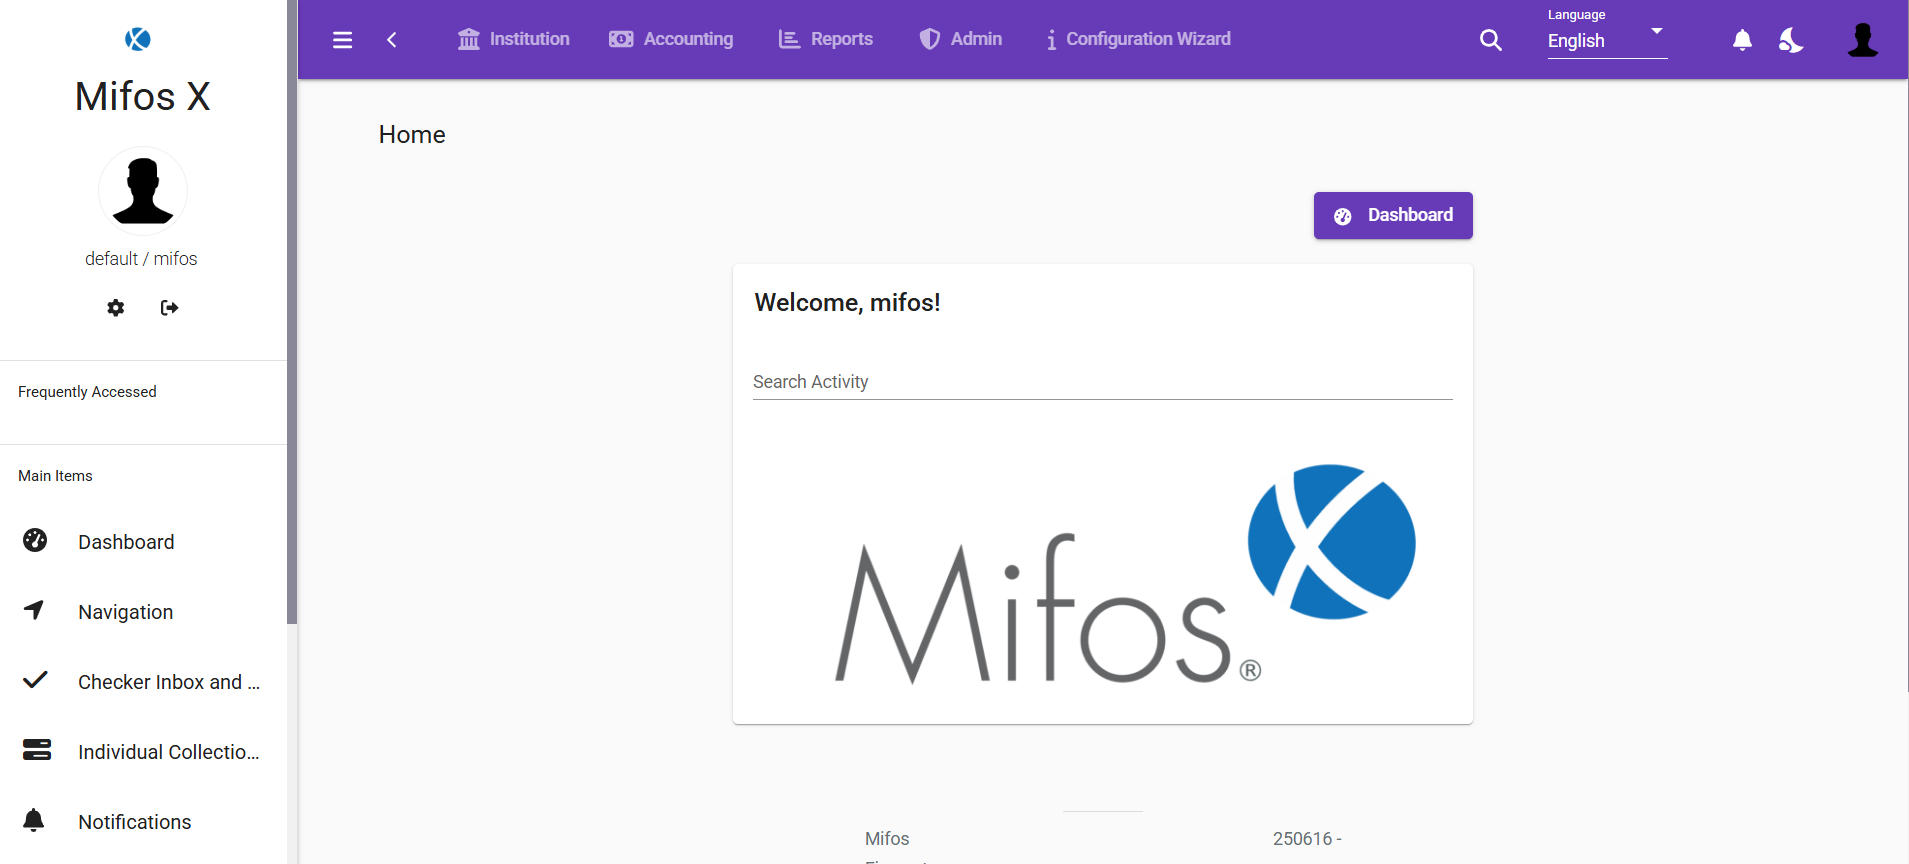 Mifos X
default / mifos
Frequently Accessed
Main Items
Dashboard
Navigation
Checker Inbox and ...
Individual Collectio...
Notifications
Institution
Accounting
Reports
Admin
Configuration Wizard
Language
English
Home
Dashboard
Welcome, mifos!
Search Activity
Mifos®
Mifos
250616 -